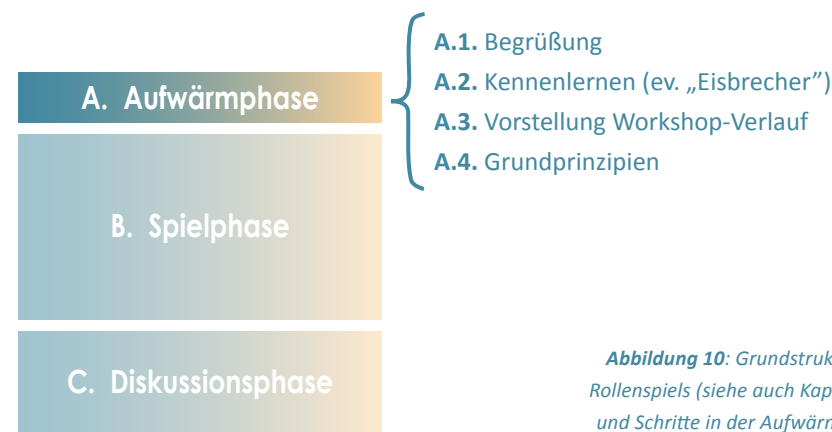 A.1. Begrüßung
A. Aufwärmphase
A.2. Kennenlernen (ev. „Eisbrecher”)
A.3. Vorstellung Workshop-Verlauf
A.4. Grundprinzipien
B. Spielphase
C. Diskussionsphase
Abbildung 10: Grundstruk
Rollenspiels (siehe auch Kap
und Schritte in der Aufwärm